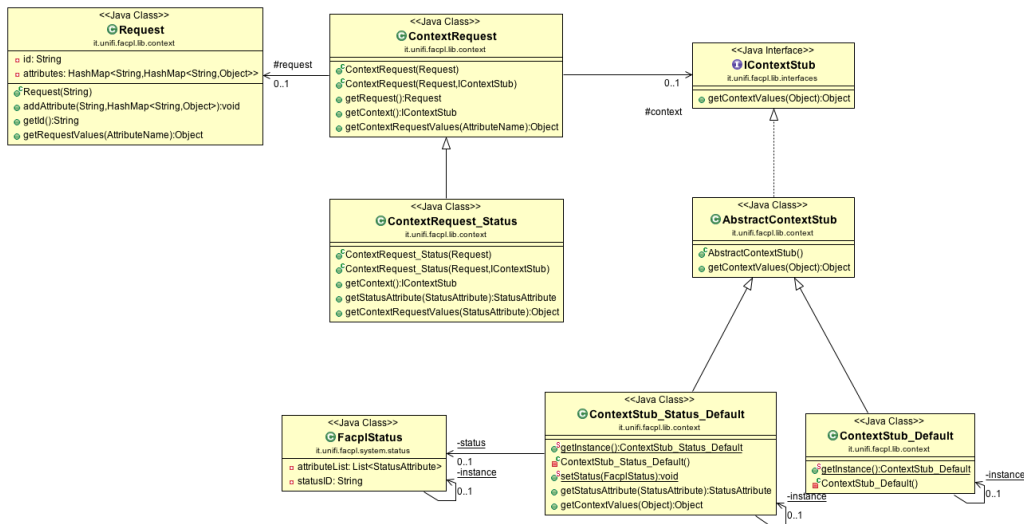 <<Java Class>>
Request
it.unifi.facpl.lib.context
id: String
attributes: HashMap<String,HashMap<String,Object>>
Request(String)
addAttribute(String,HashMap<String,Object>):void
getId():String
getRequestValues(AttributeName):Object
#request
0..1
<<Java Class>>
ContextRequest
it.unifi.facpl.lib.context
ContextRequest(Request)
ContextRequest(Request,IContextStub)
getRequest():Request
getContext():IContextStub
getContextRequestValues(AttributeName):Object
0..1
#context
<<Java Interface>>
IContextStub
it.unifi.facpl.lib.interfaces
getContextValues(Object):Object
<<Java Class>>
ContextRequest_Status
it.unifi.facpl.lib.context
ContextRequest_Status(Request)
ContextRequest_Status(Request,IContextStub)
getContext():IContextStub
getStatusAttribute(StatusAttribute):StatusAttribute
getContextRequestValues(StatusAttribute):Object
<<Java Class>>
AbstractContextStub
it.unifi.facpl.lib.context
AbstractContextStub()
getContextValues(Object):Object
<<Java Class>>
FacplStatus
it.unifi.facpl.system.status
attributeList: List<StatusAttribute>
statusID: String
-status
0..1
-instance
0..1
<<Java Class>>
ContextStub_Status_Default
it.unifi.facpl.lib.context
getInstance():ContextStub_Status_Default
ContextStub_Status_Default()
setStatus(FacplStatus):void
getStatusAttribute(StatusAttribute):StatusAttribute
getContextValues(Object):Object
-instance
0..1
<<Java Class>>
ContextStub_Default
it.unifi.facpl.lib.context
getInstance():ContextStub_Default
ContextStub_Default()
-instance
0..1